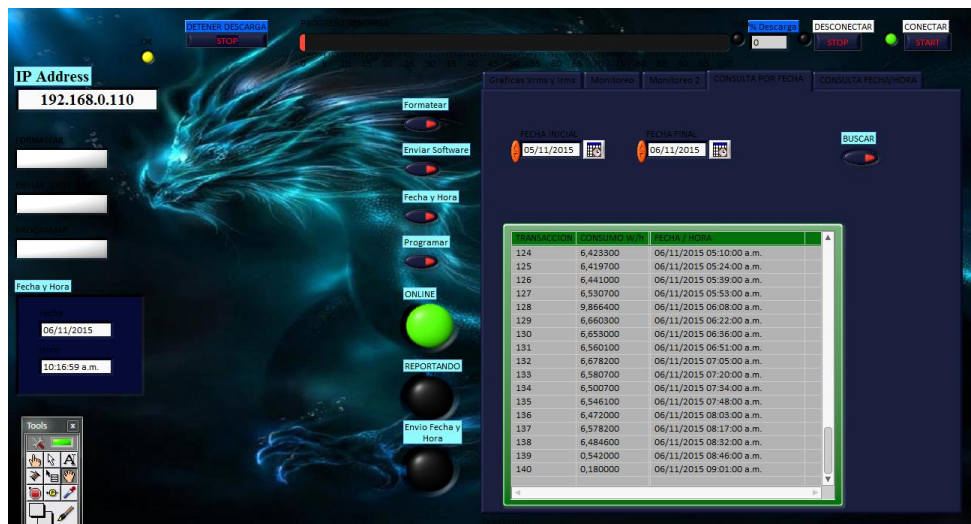 DETENER DESCARGA
STOP
PROGRESO DESCARGA
% Descarga
0
DESCONECTAR
STOP
CONECTAR
START
OK
IP Address
192.168.0.110
FORMATEAR
PROGRAMAR
Fecha y Hora
Fecha
06/11/2015
10:16:59 a.m.
Formatear
Enviar Software
Fecha y Hora
Programar
ONLINE
REPORTANDO
Envio Fecha y
Hora
Tools
Graficas Vrms y Irms
Monitoreo
Monitoreo 2
CONSULTA POR FECHA
CONSULTA FECHA/HORA
FECHA INICIAL
05/11/2015
FECHA FINAL
06/11/2015
BUSCAR
TRANSACCION CONSUMO W/h FECHA / HORA
124 6,423300 06/11/2015 05:10:00 a.m.
125 6,419700 06/11/2015 05:24:00 a.m.
126 6,441000 06/11/2015 05:39:00 a.m.
127 6,530700 06/11/2015 05:53:00 a.m.
128 9,866400 06/11/2015 06:08:00 a.m.
129 6,660300 06/11/2015 06:22:00 a.m.
130 6,653000 06/11/2015 06:36:00 a.m.
131 6,560100 06/11/2015 06:51:00 a.m.
132 6,678200 06/11/2015 07:05:00 a.m.
133 6,580700 06/11/2015 07:20:00 a.m.
134 6,500700 06/11/2015 07:34:00 a.m.
135 6,546100 06/11/2015 07:48:00 a.m.
136 6,472000 06/11/2015 08:03:00 a.m.
137 6,578200 06/11/2015 08:17:00 a.m.
138 6,484600 06/11/2015 08:32:00 a.m.
139 0,542000 06/11/2015 08:46:00 a.m.
140 0,180000 06/11/2015 09:01:00 a.m.